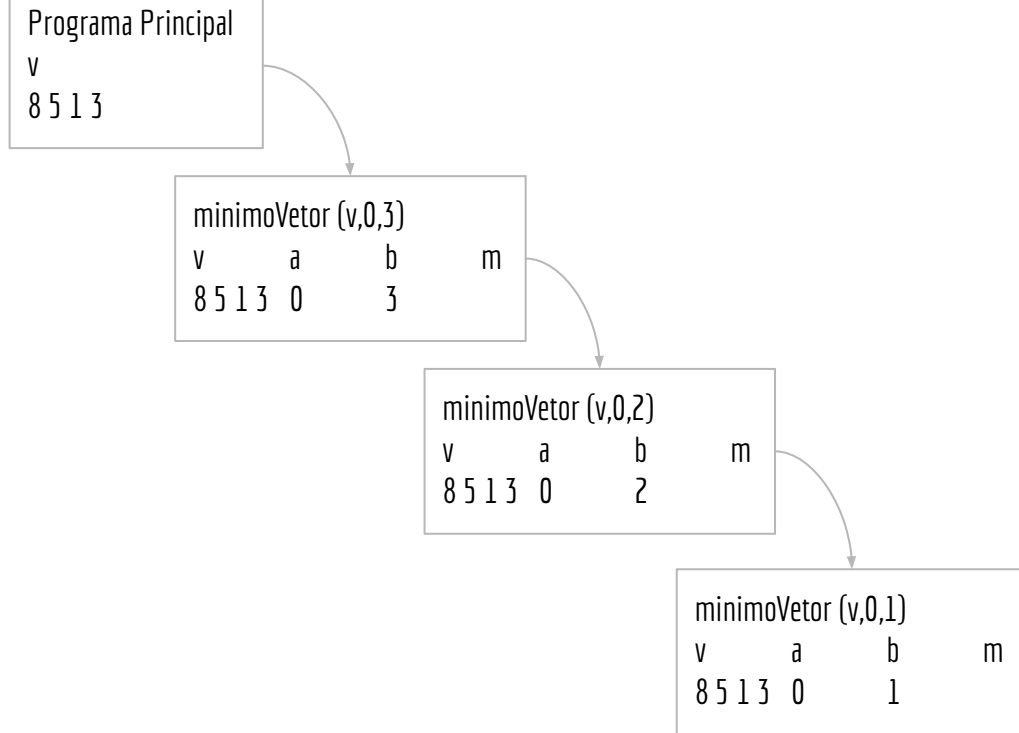 Programa Principal
v
8 5 1 3
minimoVetor (v,0,3)
v a b m
8 5 1 3 0 3
minimoVetor (v,0,2)
v a b m
8 5 1 3 0 2
minimoVetor (v,0,1)
v a b m
8 5 1 3 0 1